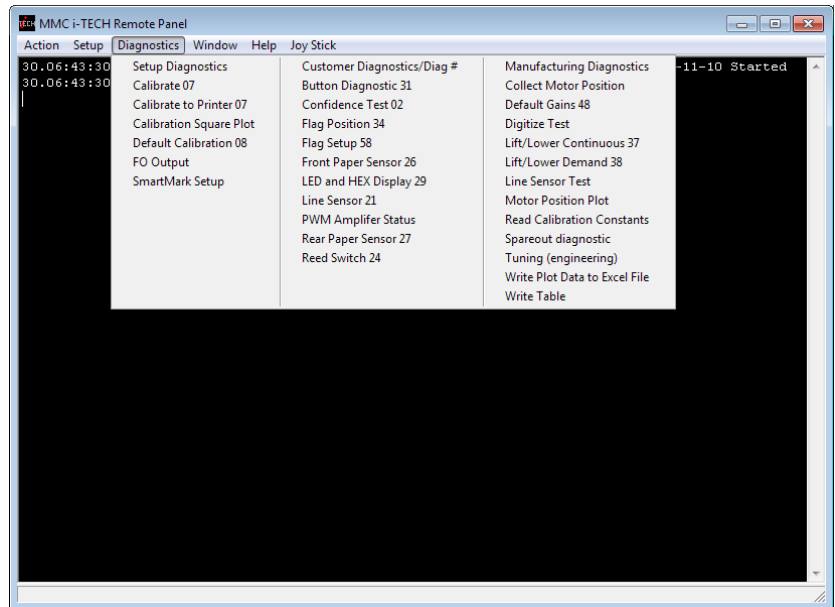 iTECH MMC i-TECH Remote Panel
Action Setup Diagnostics Window Help Joy Stick
30.06:43:30 -11-10 Started
30.06:43:30
Setup Diagnostics
Calibrate 07
Calibrate to Printer 07
Calibration Square Plot
Default Calibration 08
FO Output
SmartMark Setup
Customer Diagnostics/Diag #
Button Diagnostic 31
Confidence Test 02
Flag Position 34
Flag Setup 58
Front Paper Sensor 26
LED and HEX Display 29
Line Sensor 21
PWM Amplifer Status
Rear Paper Sensor 27
Reed Switch 24
Manufacturing Diagnostics
Collect Motor Position
Default Gains 48
Digitize Test
Lift/Lower Continuous 37
Lift/Lower Demand 38
Line Sensor Test
Motor Position Plot
Read Calibration Constants
Spareout diagnostic
Tuning (engineering)
Write Plot Data to Excel File
Write Table